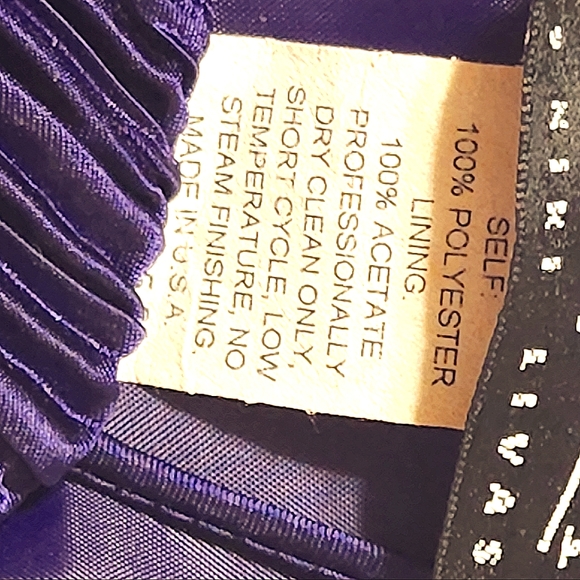 SELF:
100% POLYESTER
LINING.
100% ACETATE
PROFESSIONALLY
DRY CLEAN ONLY,
SHORT CYCLE, LOW
TEMPERATURE, NO
STEAM FINISHING.
MADE IN U.S.A.